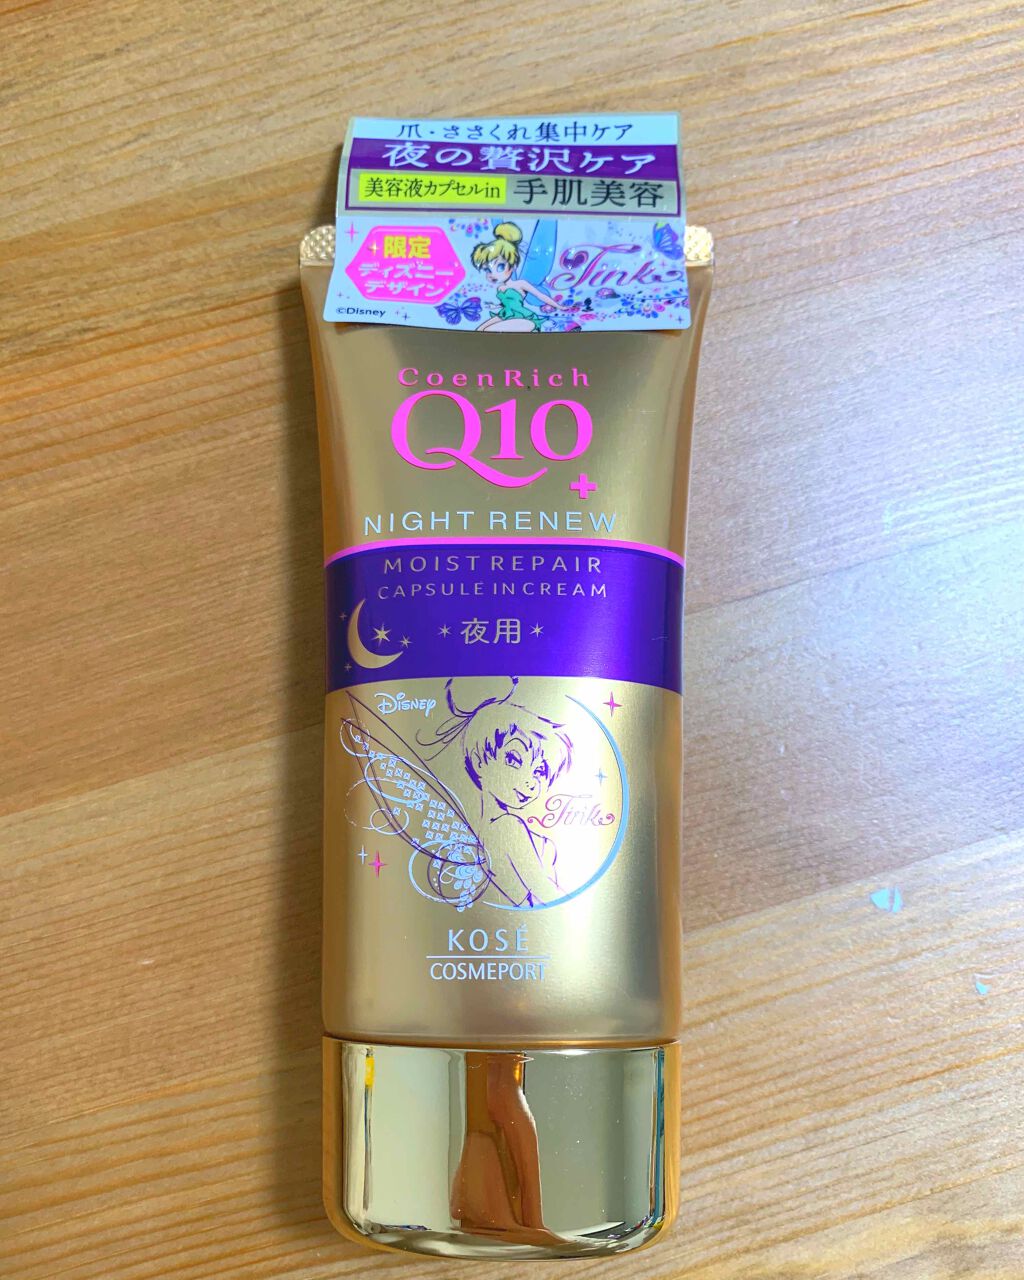 爪・ささくれ集中ケア
夜の贅沢ケア
美容液カプセルin 手肌美容
限定
ディズニー
デザイン
Tink
©Disney
CoenRich
Q10
+
NIGHT RENEW
MOIST REPAIR
CAPSULE IN CREAM
夜用
Disney
Tink
KOSÉ
COSMEPORT